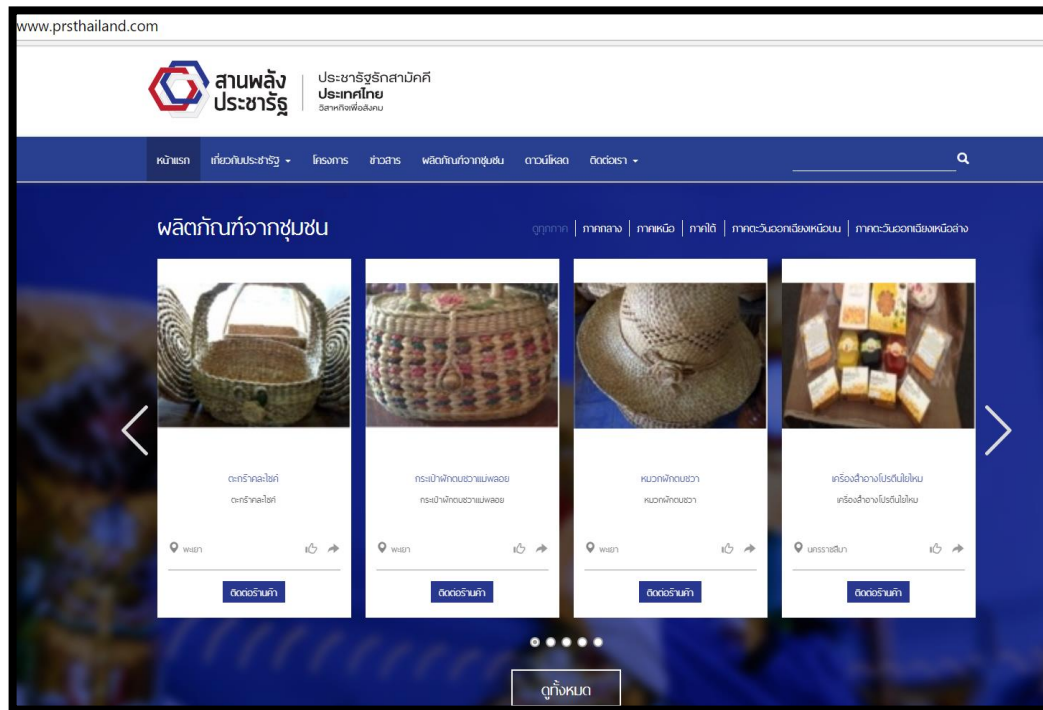 www.prsthailand.com
สานพลัง
ประชารัฐ
ประชารัฐรักสามัคคี
ประเทศไทย
วิสาหกิจเพื่อสังคม
หน้าแรก เกี่ยวกับประชารัฐ โครงการ ข่าวสาร ผลิตภัณฑ์จากชุมชน ดาวน์โหลด ติดต่อเรา
ผลิตภัณฑ์จากชุมชน
ดูทุกภาค | ภาคกลาง | ภาคเหนือ | ภาคใต้ | ภาคตะวันออกเฉียงเหนือบน | ภาคตะวันออกเฉียงเหนือล่าง
ตะกร้าคละไซค์ กระเป๋าผักตบชวาแม่พลอย หมวกผักตบชวา เครื่องสำอางโปรตีนใยไหม
ตะกร้าคละไซค์ กระเป๋าผักตบชวาแม่พลอย หมวกผักตบชวา เครื่องสำอางโปรตีนใยไหม
พะเยา พะเยา พะเยา นครราชสีมา
ติดต่อร้านค้า ติดต่อร้านค้า ติดต่อร้านค้า ติดต่อร้านค้า
ดูทั้งหมด